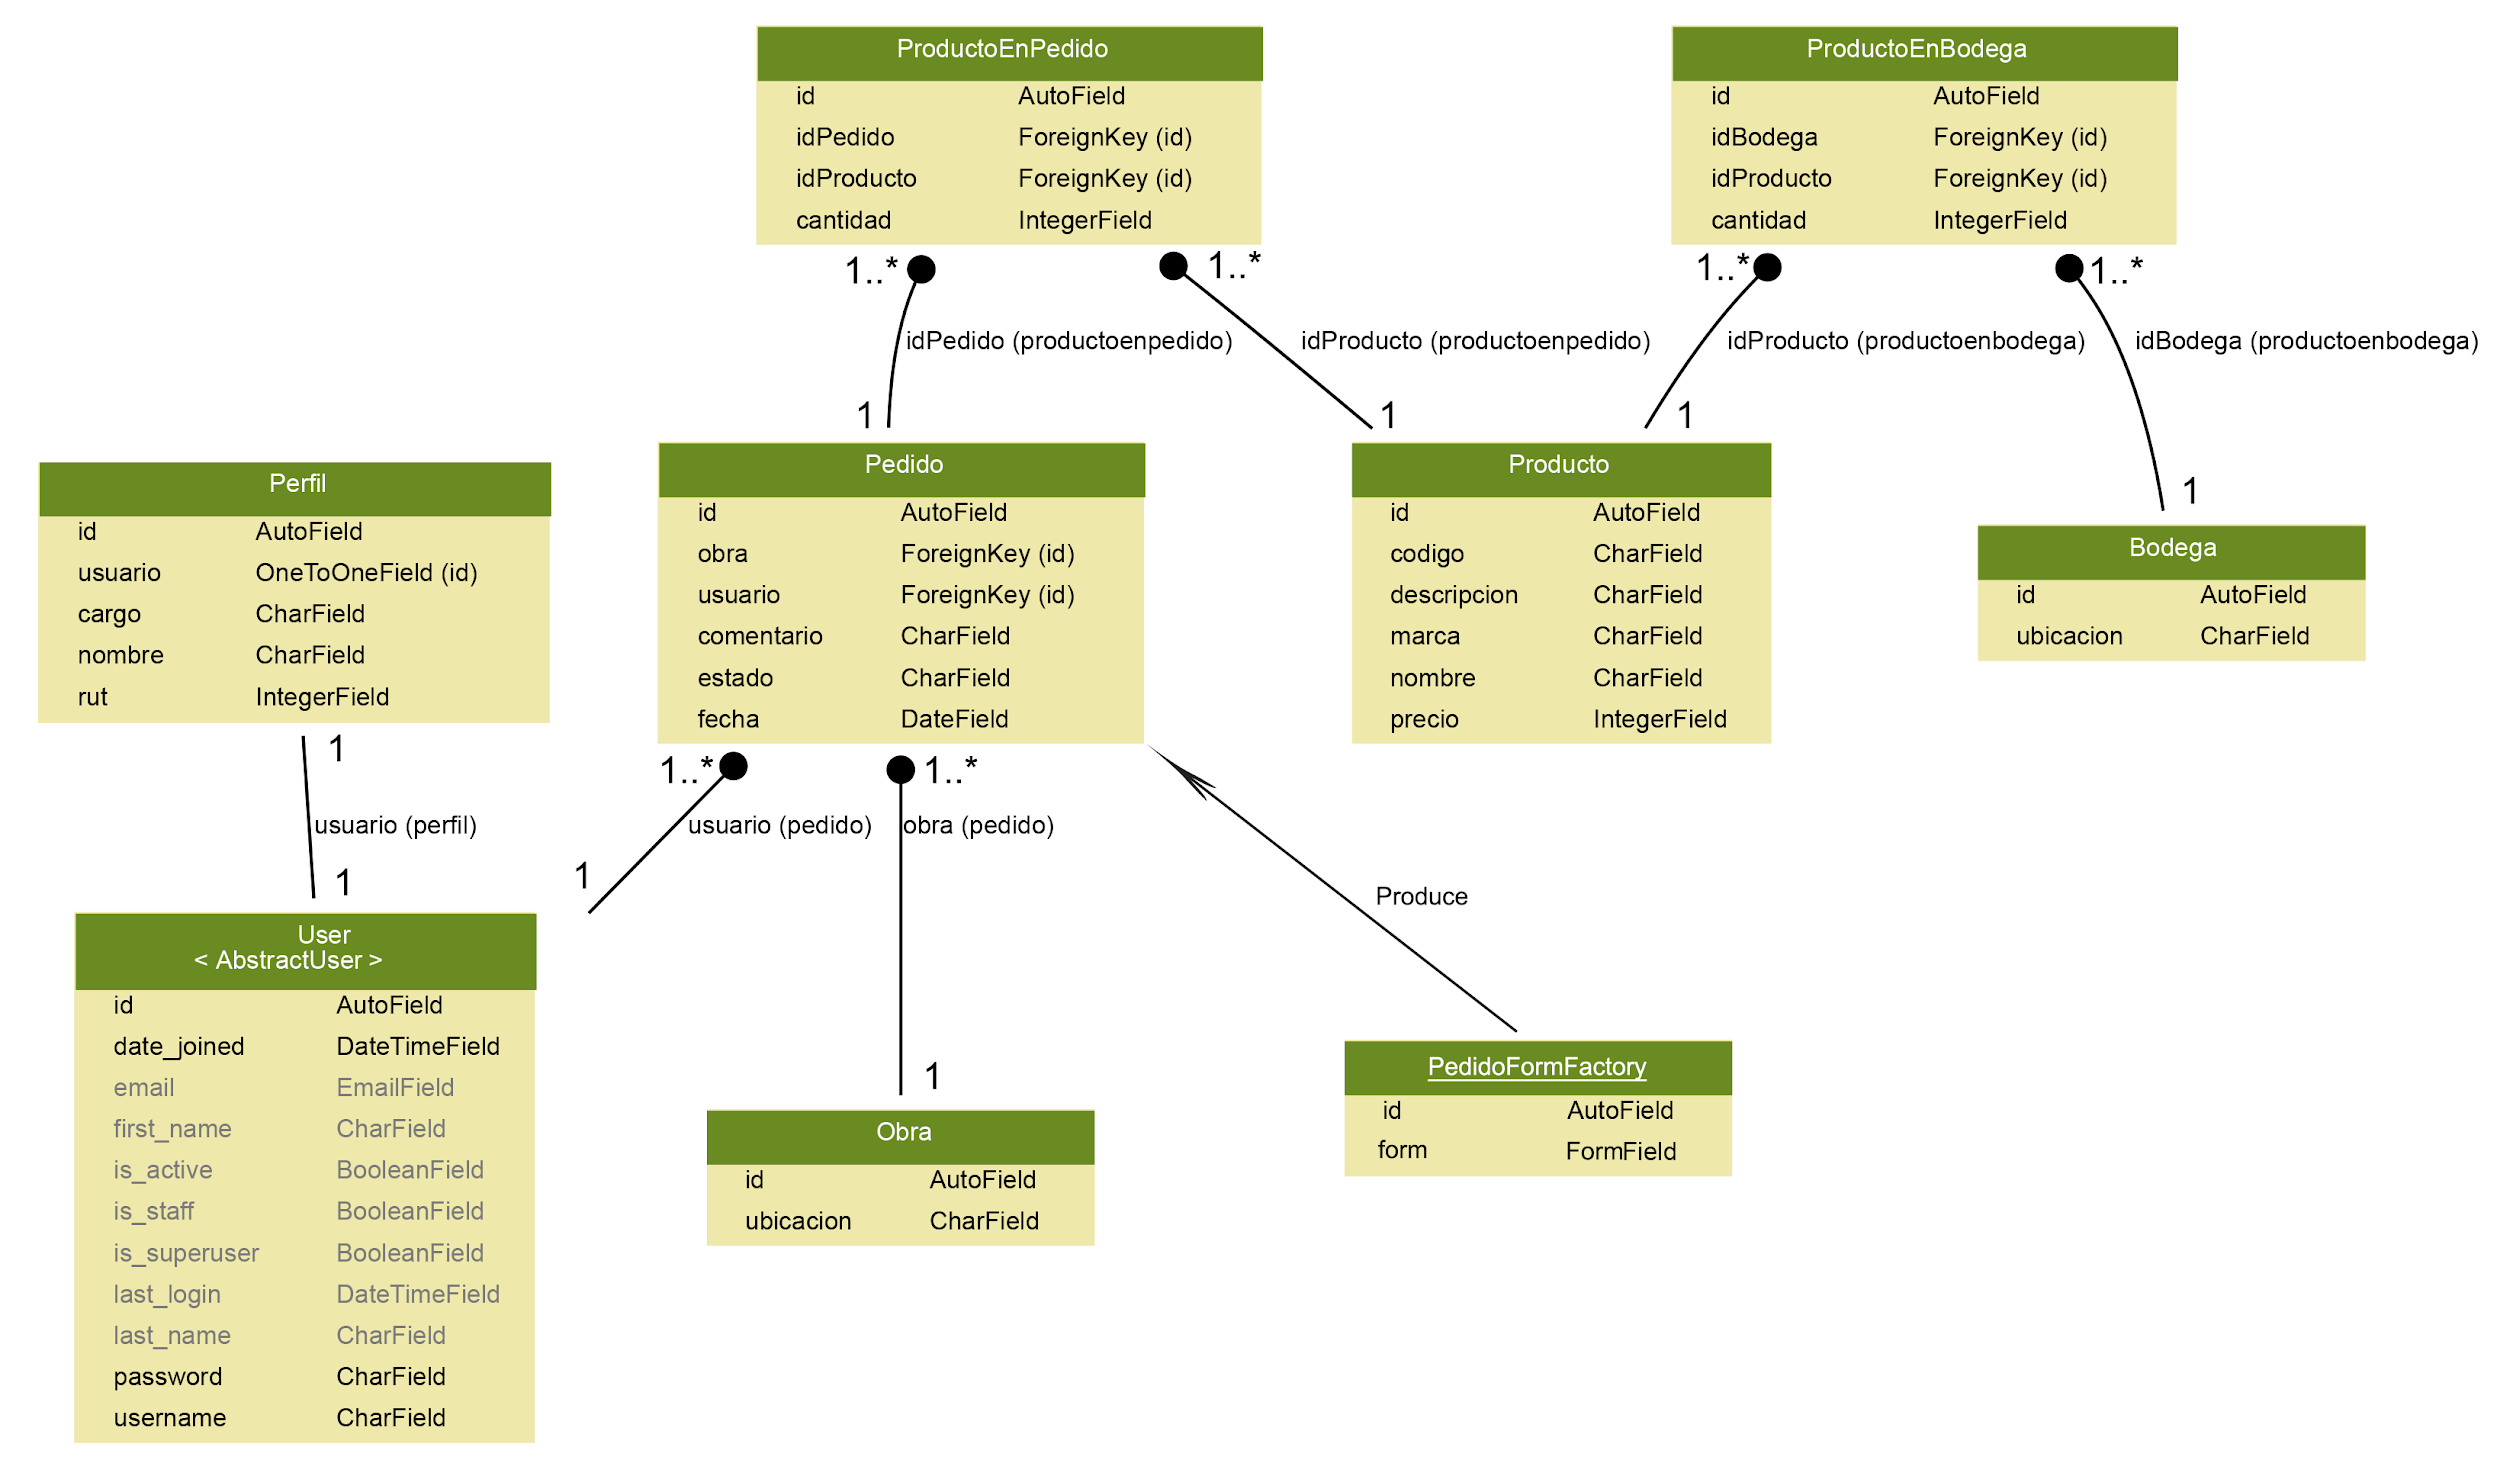 ProductoEnPedido
id AutoField
idPedido ForeignKey (id)
idProducto ForeignKey (id)
cantidad IntegerField
ProductoEnBodega
id AutoField
idBodega ForeignKey (id)
idProducto ForeignKey (id)
cantidad IntegerField
1..*
1..*
1..*
1..*
idPedido (productoenpedido)
idProducto (productoenpedido)
idProducto (productoenbodega)
idBodega (productoenbodega)
1
1
1
1
Perfil
id AutoField
usuario OneToOneField (id)
cargo CharField
nombre CharField
rut IntegerField
Pedido
id AutoField
obra ForeignKey (id)
usuario ForeignKey (id)
comentario CharField
estado CharField
fecha DateField
Producto
id AutoField
codigo CharField
descripcion CharField
marca CharField
nombre CharField
precio IntegerField
Bodega
id AutoField
ubicacion CharField
1
1..*
1..*
usuario (perfil)
usuario (pedido)
obra (pedido)
1
1
Produce
User
< AbstractUser >
id AutoField
date_joined DateTimeField
email EmailField
first_name CharField
is_active BooleanField
is_staff BooleanField
is_superuser BooleanField
last_login DateTimeField
last_name CharField
password CharField
username CharField
1
Obra
id AutoField
ubicacion CharField
PedidoFormFactory
id AutoField
form FormField